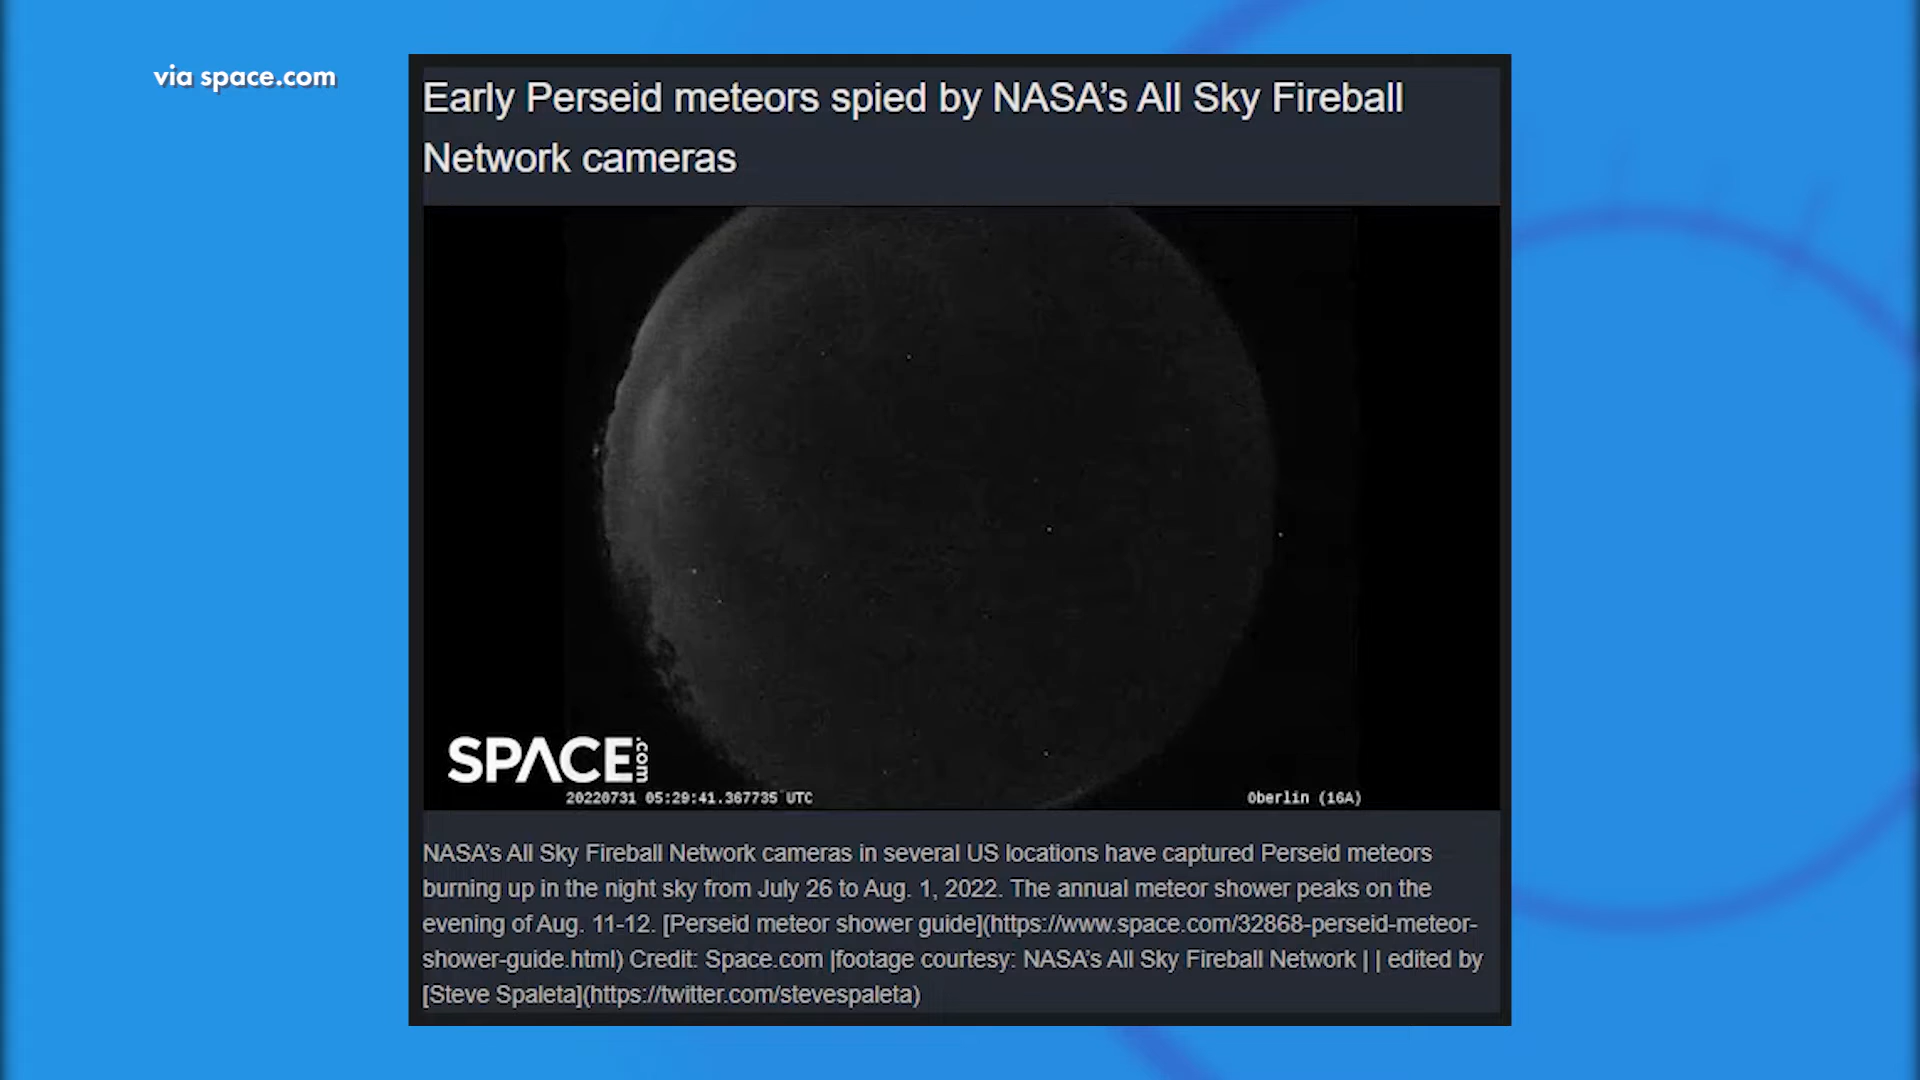 via space.com
Early Perseid meteors spied by NASA’s All Sky Fireball
Network cameras
SPACE.com
20220731 05:29:41.367735 UTC
Oberlin (16A)
NASA’s All Sky Fireball Network cameras in several US locations have captured Perseid meteors
burning up in the night sky from July 26 to Aug. 1, 2022. The annual meteor shower peaks on the
evening of Aug. 11-12. [Perseid meteor shower guide](https://www.space.com/32868-perseid-meteor-
shower-guide.html) Credit: Space.com |footage courtesy: NASA’s All Sky Fireball Network | | edited by
[Steve Spaleta](https://twitter.com/stevespaleta)